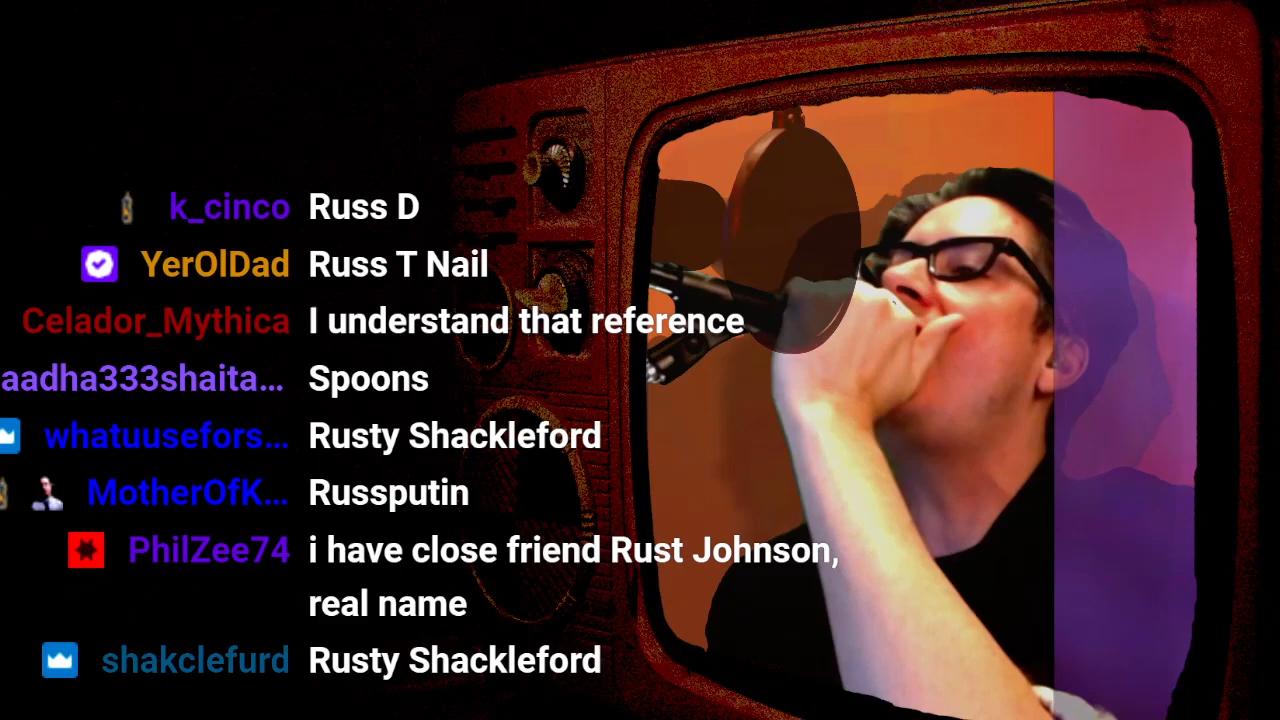 k_cinco Russ D
YerOlDad Russ T Nail
Celador_Mythica I understand that reference
aadha333shaita... Spoons
whatuusefors... Rusty Shackleford
MotherOfK... Russputin
PhilZee74 i have close friend Rust Johnson,
real name
shakclefurd Rusty Shackleford